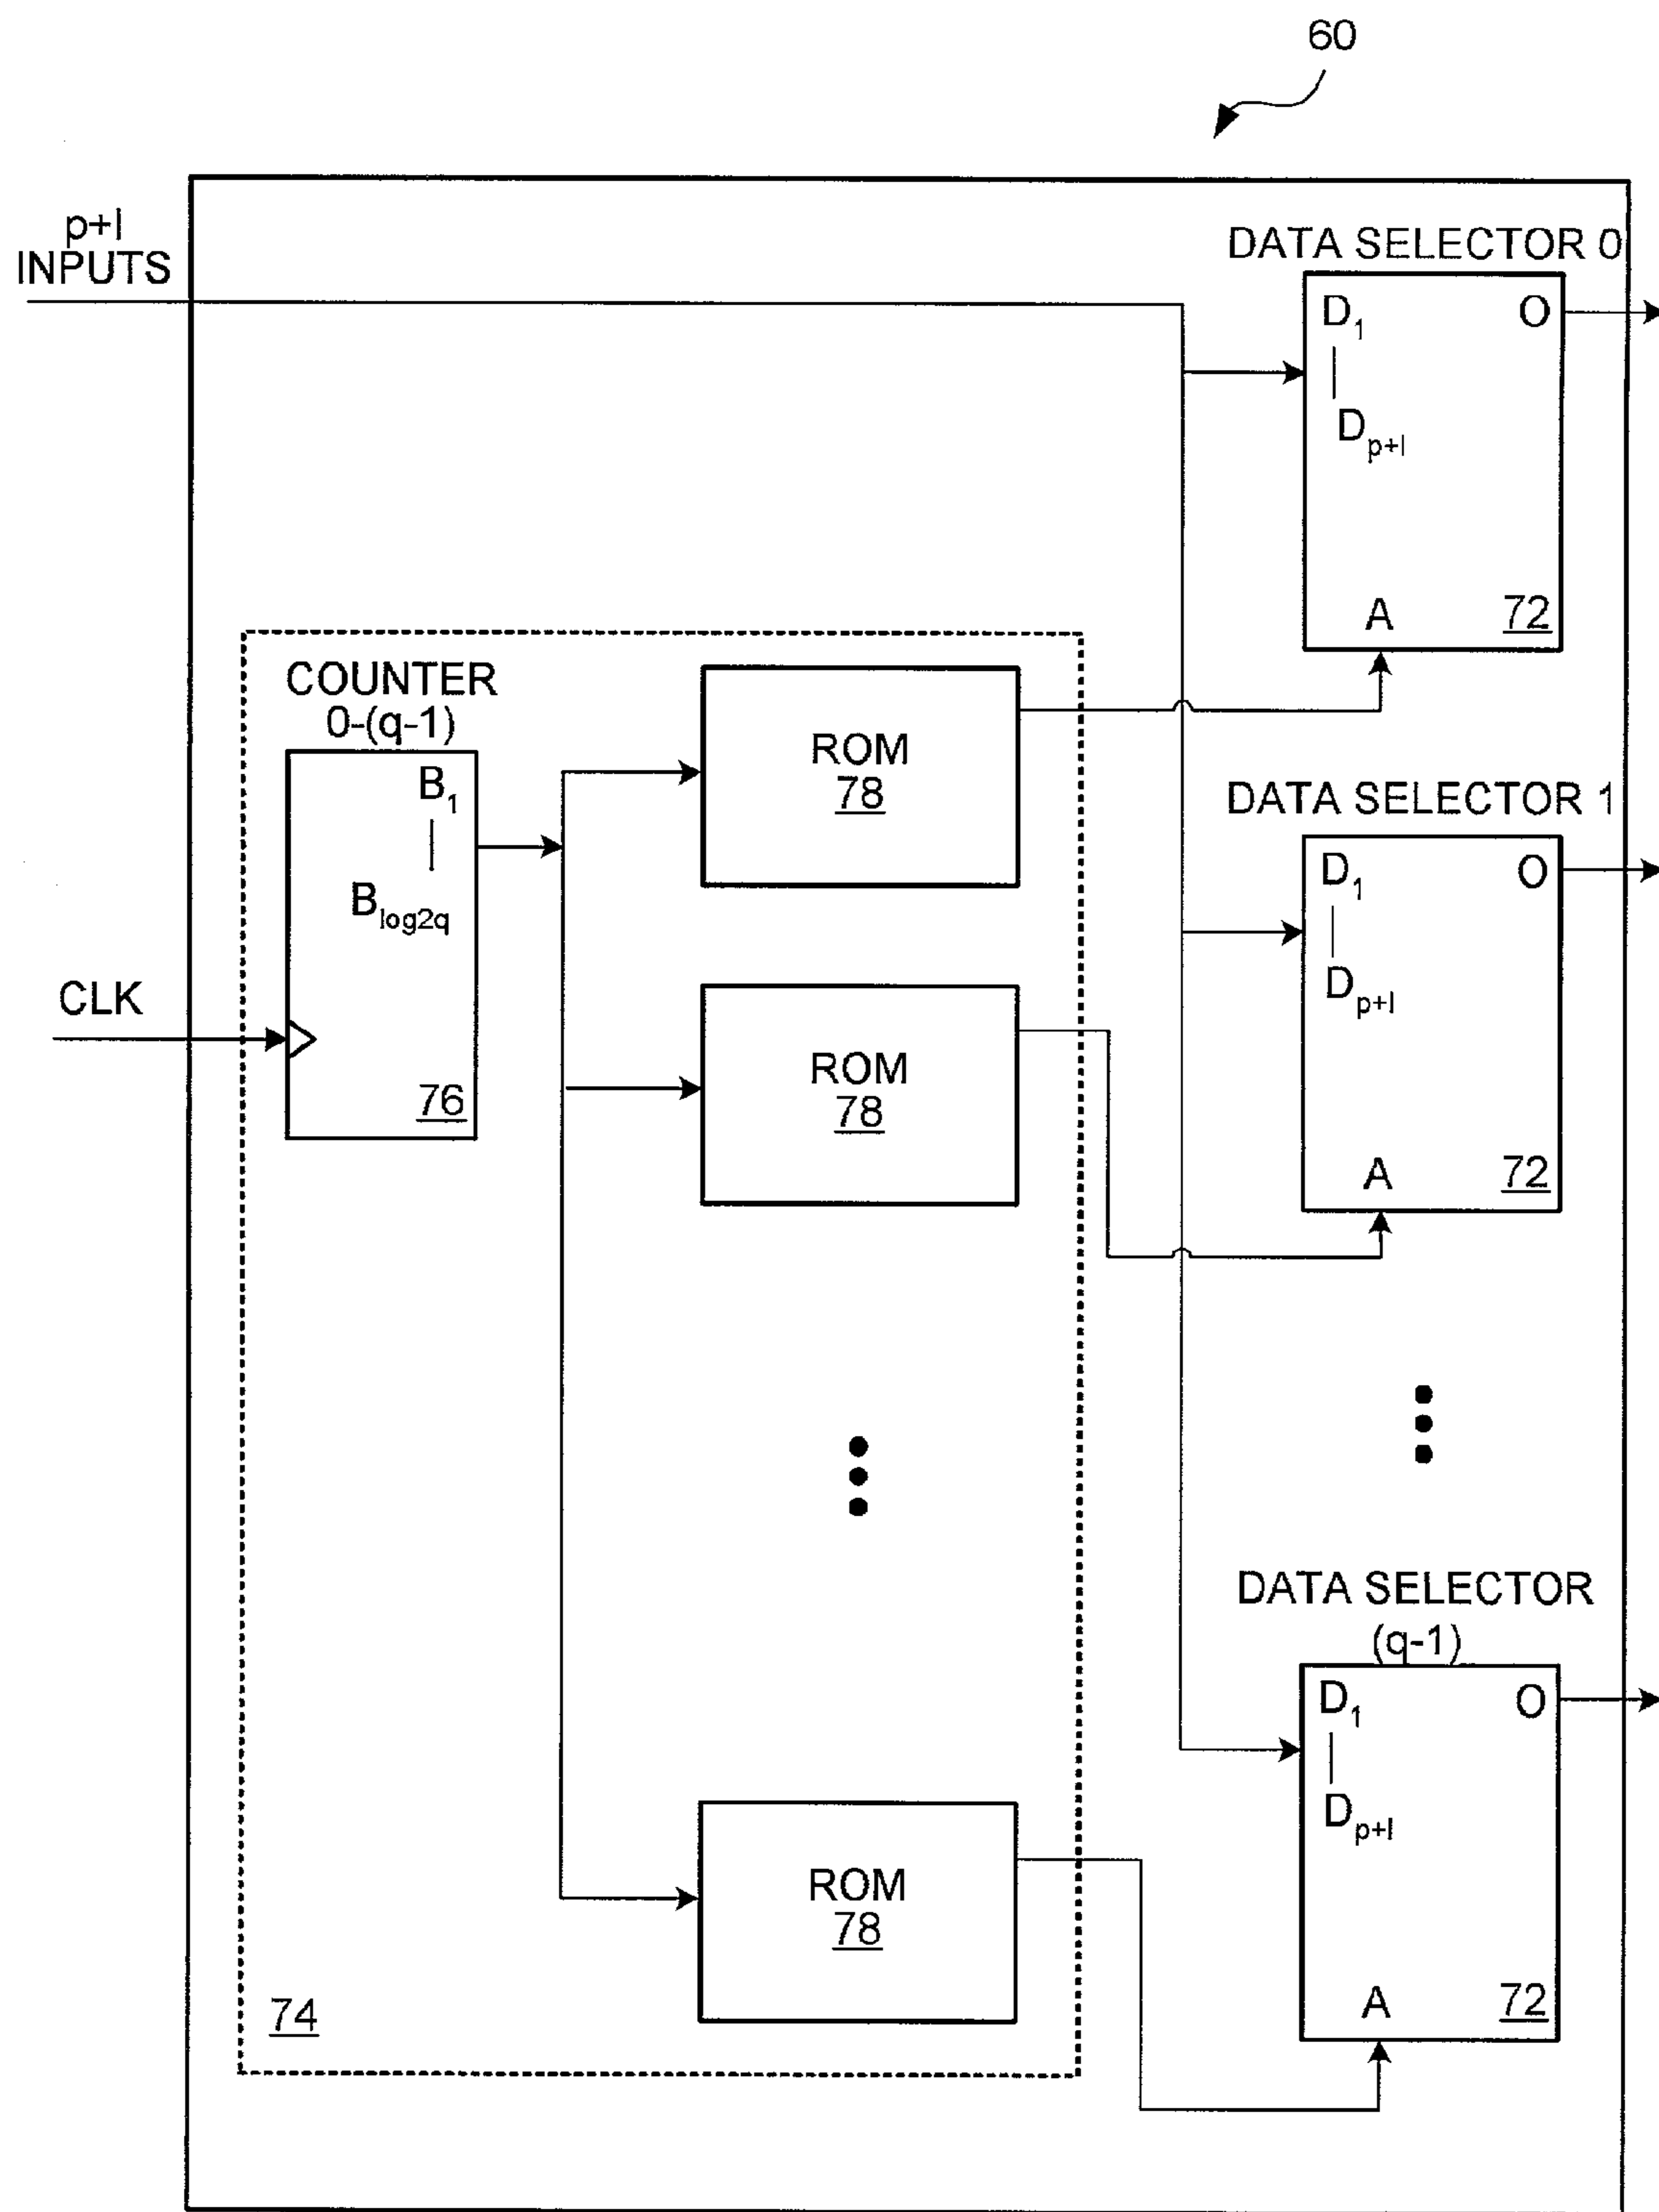 60
p+l
INPUTS
DATA SELECTOR 0
D₁
O
Dₚ₊ₗ
A
72
COUNTER
0-(q-1)
B₁
B_log2q
76
CLK
ROM
78
DATA SELECTOR 1
D₁
O
Dₚ₊ₗ
A
72
ROM
78
DATA SELECTOR
(q-1)
D₁
O
Dₚ₊ₗ
A
72
ROM
78
74